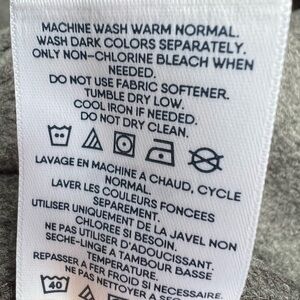 MACHINE WASH WARM NORMAL.
WASH DARK COLORS SEPARATELY.
ONLY NON-CHLORINE BLEACH WHEN
NEEDED.
DO NOT USE FABRIC SOFTENER.
TUMBLE DRY LOW.
COOL IRON IF NEEDED.
DO NOT DRY CLEAN.
LAVAGE EN MACHINE A CHAUD, CYCLE
NORMAL.
LAVER LES COULEURS FONCEES
SEPAREMENT.
UTILISER UNIQUEMENT DE LA JAVEL NON
CHLOREE SI BESOIN.
NE PAS UTILISER D'ADOUCISSANT.
SECHE-LINGE A TAMBOUR BASSE
TEMPERATURE.
REPASSER A FER FROID SI NECESSAIRE.
NE PAS NETTOYER A SEC
40